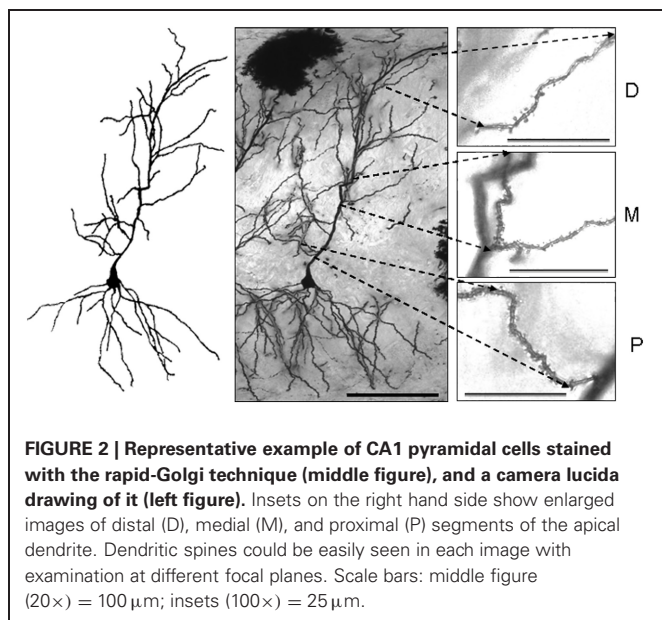 D
M
P
FIGURE 2 | Representative example of CA1 pyramidal cells stained
with the rapid-Golgi technique (middle figure), and a camera lucida
drawing of it (left figure). Insets on the right hand side show enlarged
images of distal (D), medial (M), and proximal (P) segments of the apical
dendrite. Dendritic spines could be easily seen in each image with
examination at different focal planes. Scale bars: middle figure
(20×) = 100 μm; insets (100×) = 25 μm.